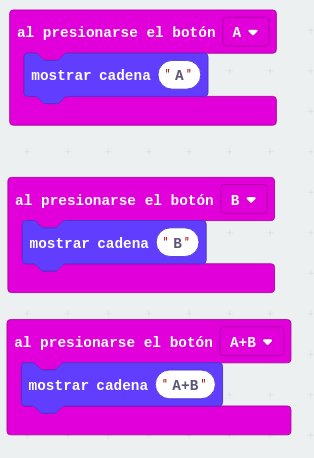 al presionarse el botón A
mostrar cadena "A"
al presionarse el botón B
mostrar cadena "B"
al presionarse el botón A+B
mostrar cadena "A+B"